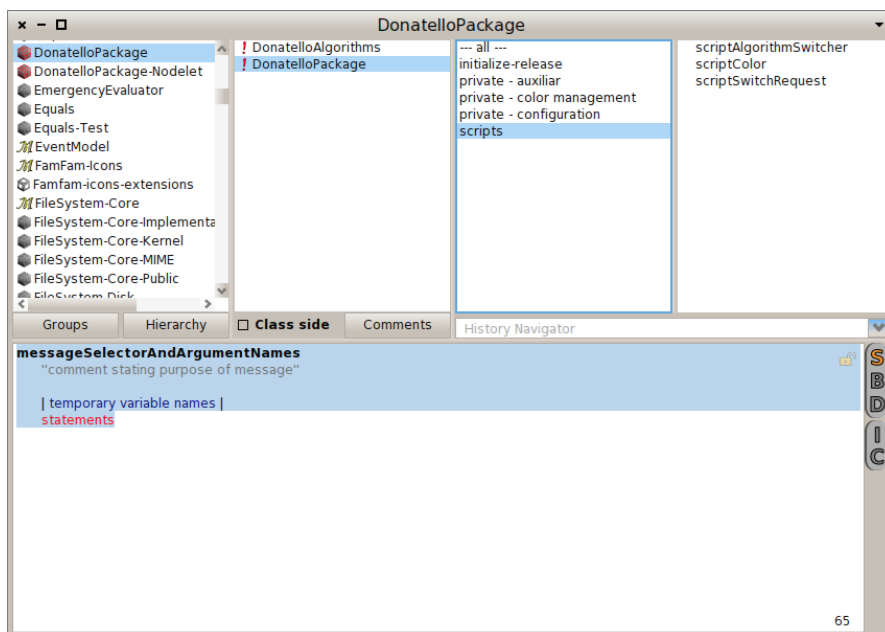 DonatelloPackage
DonatelloPackage
DonatelloPackage-Nodelet
EmergencyEvaluator
Equals
Equals-Test
EventModel
FamFam-Icons
Famfam-icons-extensions
FileSystem-Core
FileSystem-Core-Implementa
FileSystem-Core-Kernel
FileSystem-Core-MIME
FileSystem-Core-Public
FileSystem-Disk
! DonatelloAlgorithms
! DonatelloPackage
--- all ---
initialize-release
private - auxiliar
private - color management
private - configuration
scripts
scriptAlgorithmSwitcher
scriptColor
scriptSwitchRequest
Groups
Hierarchy
Class side
Comments
History Navigator
messageSelectorAndArgumentNames
"comment stating purpose of message"
| temporary variable names |
statements
S
B
D
I
C
65